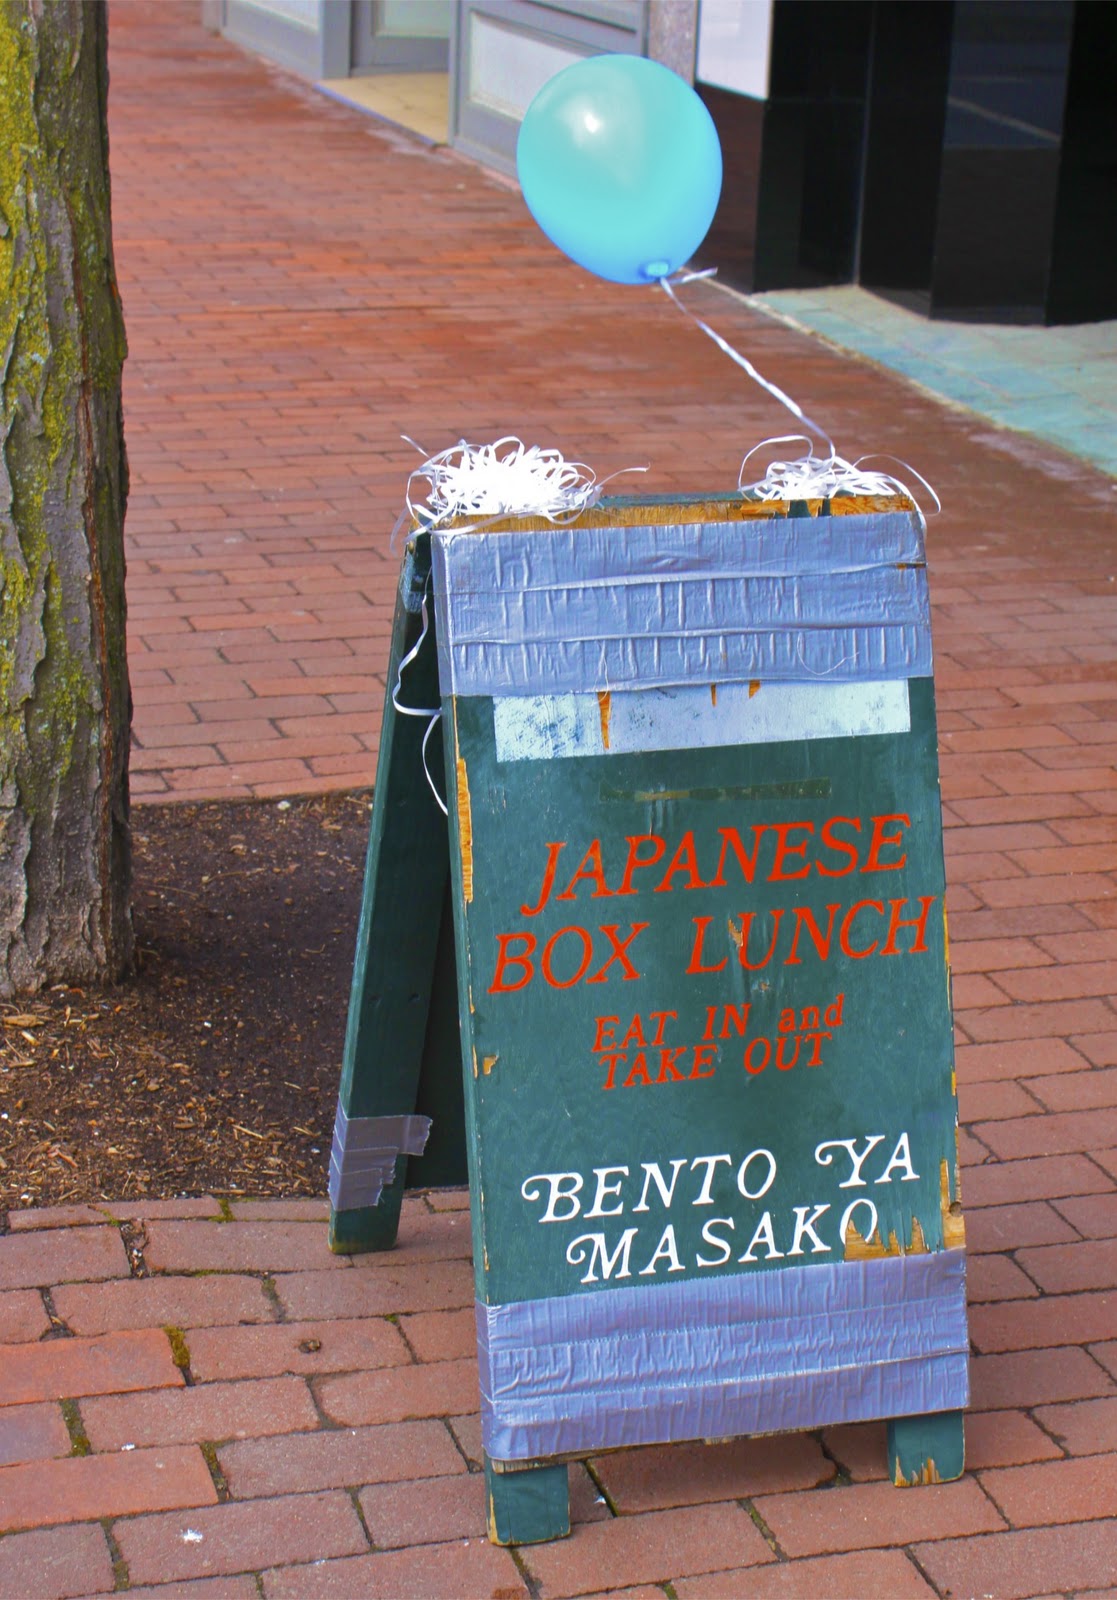 JAPANESE
BOX LUNCH
EAT IN and
TAKE OUT
BENTO YA
MASAKO